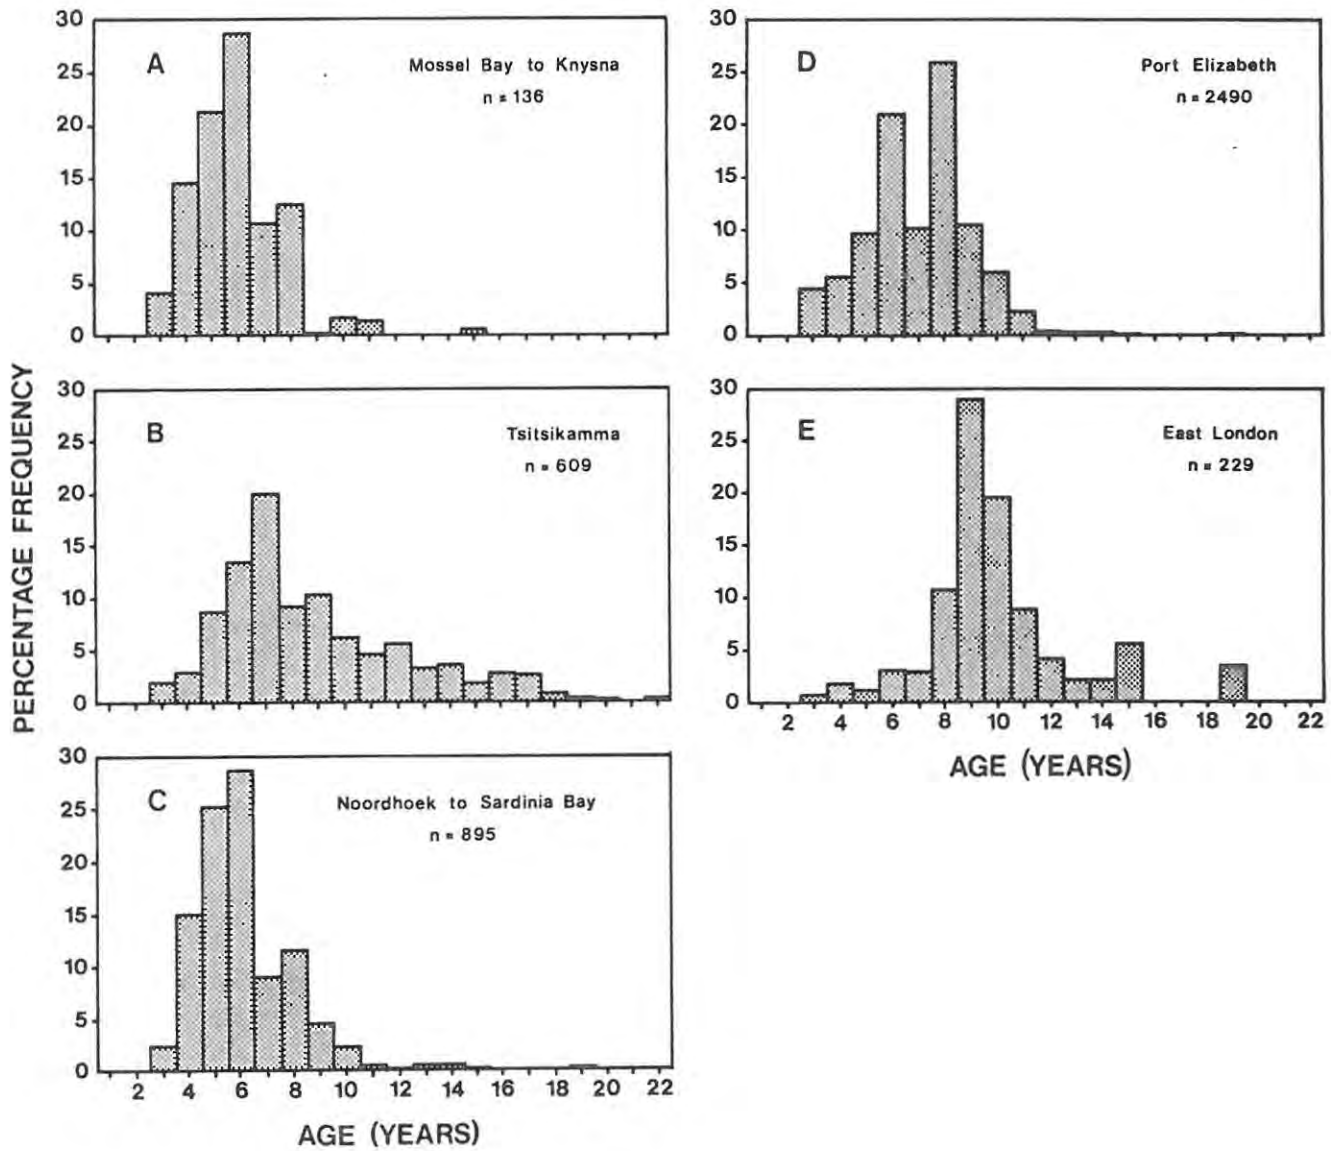 30
25
20
15
10
5
0
A
Mossel Bay to Knysna
n = 136
30
25
20
15
10
5
0
D
Port Elizabeth
n = 2490
PERCENTAGE FREQUENCY
30
25
20
15
10
5
0
B
Tsitsikamma
n = 609
30
25
20
15
10
5
0
E
East London
n = 229
2 4 6 8 10 12 14 16 18 20 22
AGE (YEARS)
30
25
20
15
10
5
0
C
Noordhoek to Sardinia Bay
n = 895
2 4 6 8 10 12 14 16 18 20 22
AGE (YEARS)